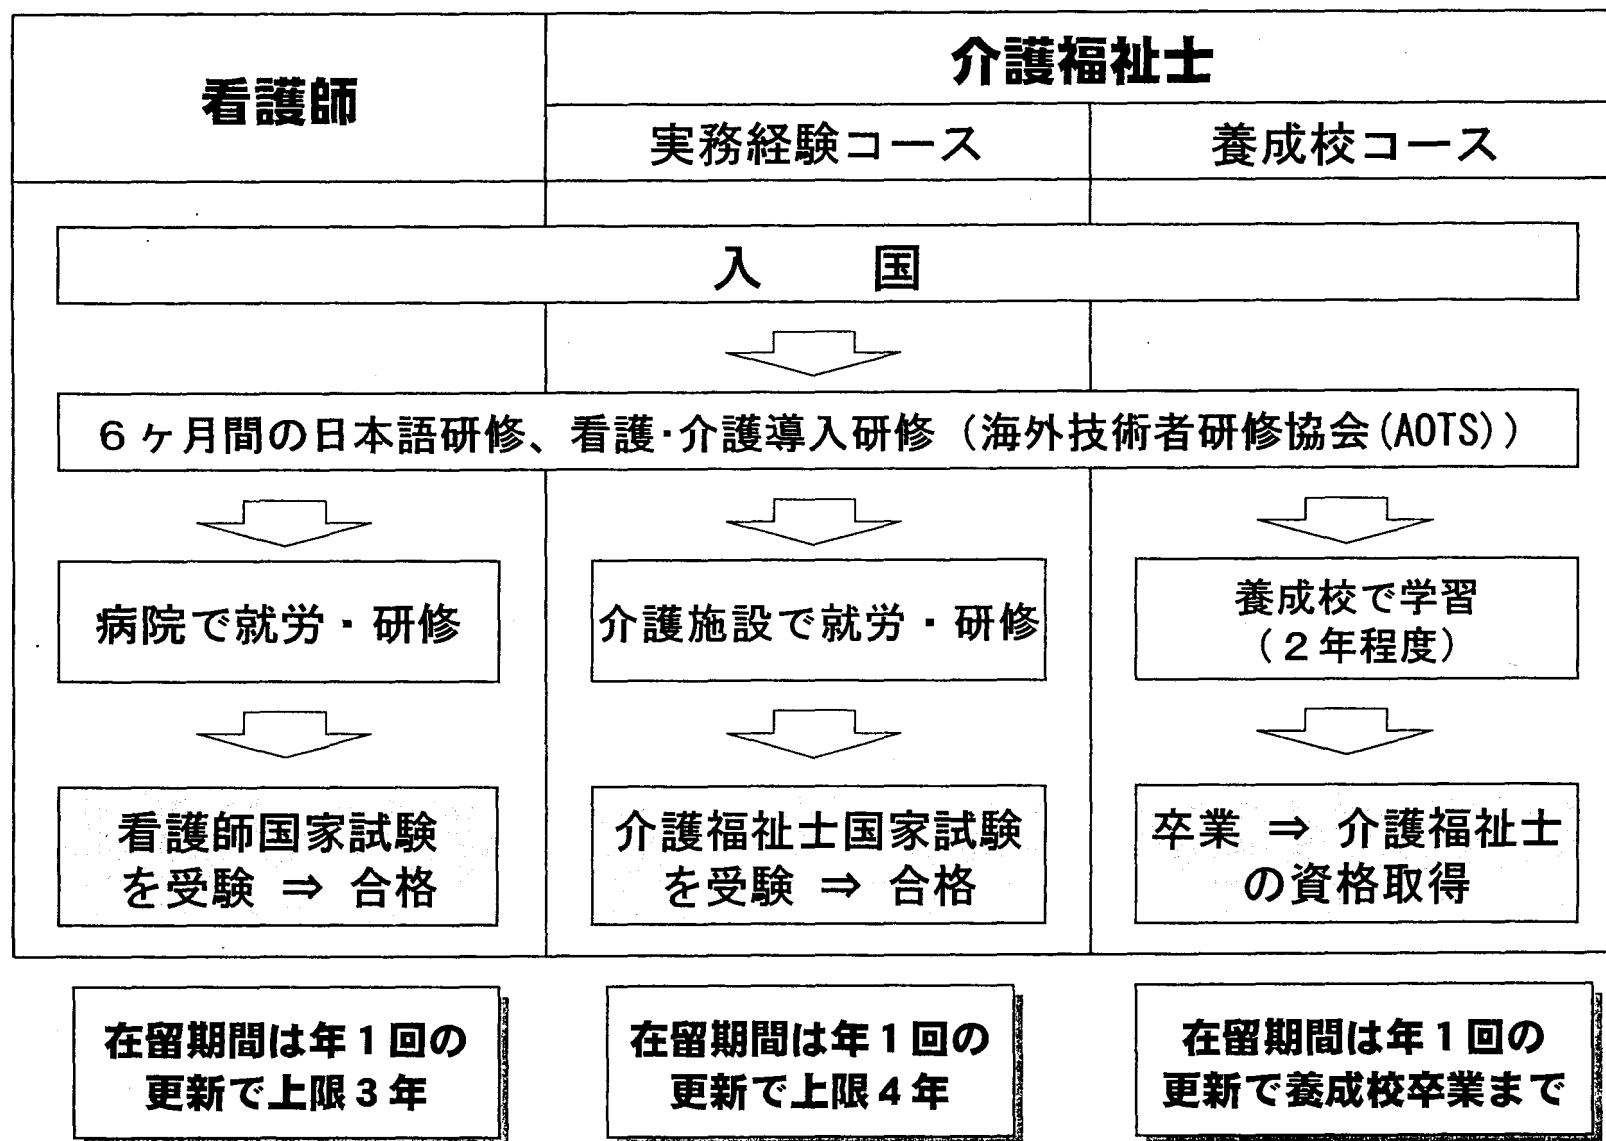 看護師
介護福祉士
実務経験コース
養成校コース
入 国
6ヶ月間の日本語研修、看護・介護導入研修（海外技術者研修協会(AOTS)）
病院で就労・研修
介護施設で就労・研修
養成校で学習
（2年程度）
看護師国家試験
を受験 ⇒ 合格
介護福祉士国家試験
を受験 ⇒ 合格
卒業 ⇒ 介護福祉士
の資格取得
在留期間は年1回の
更新で上限3年
在留期間は年1回の
更新で上限4年
在留期間は年1回の
更新で養成校卒業まで